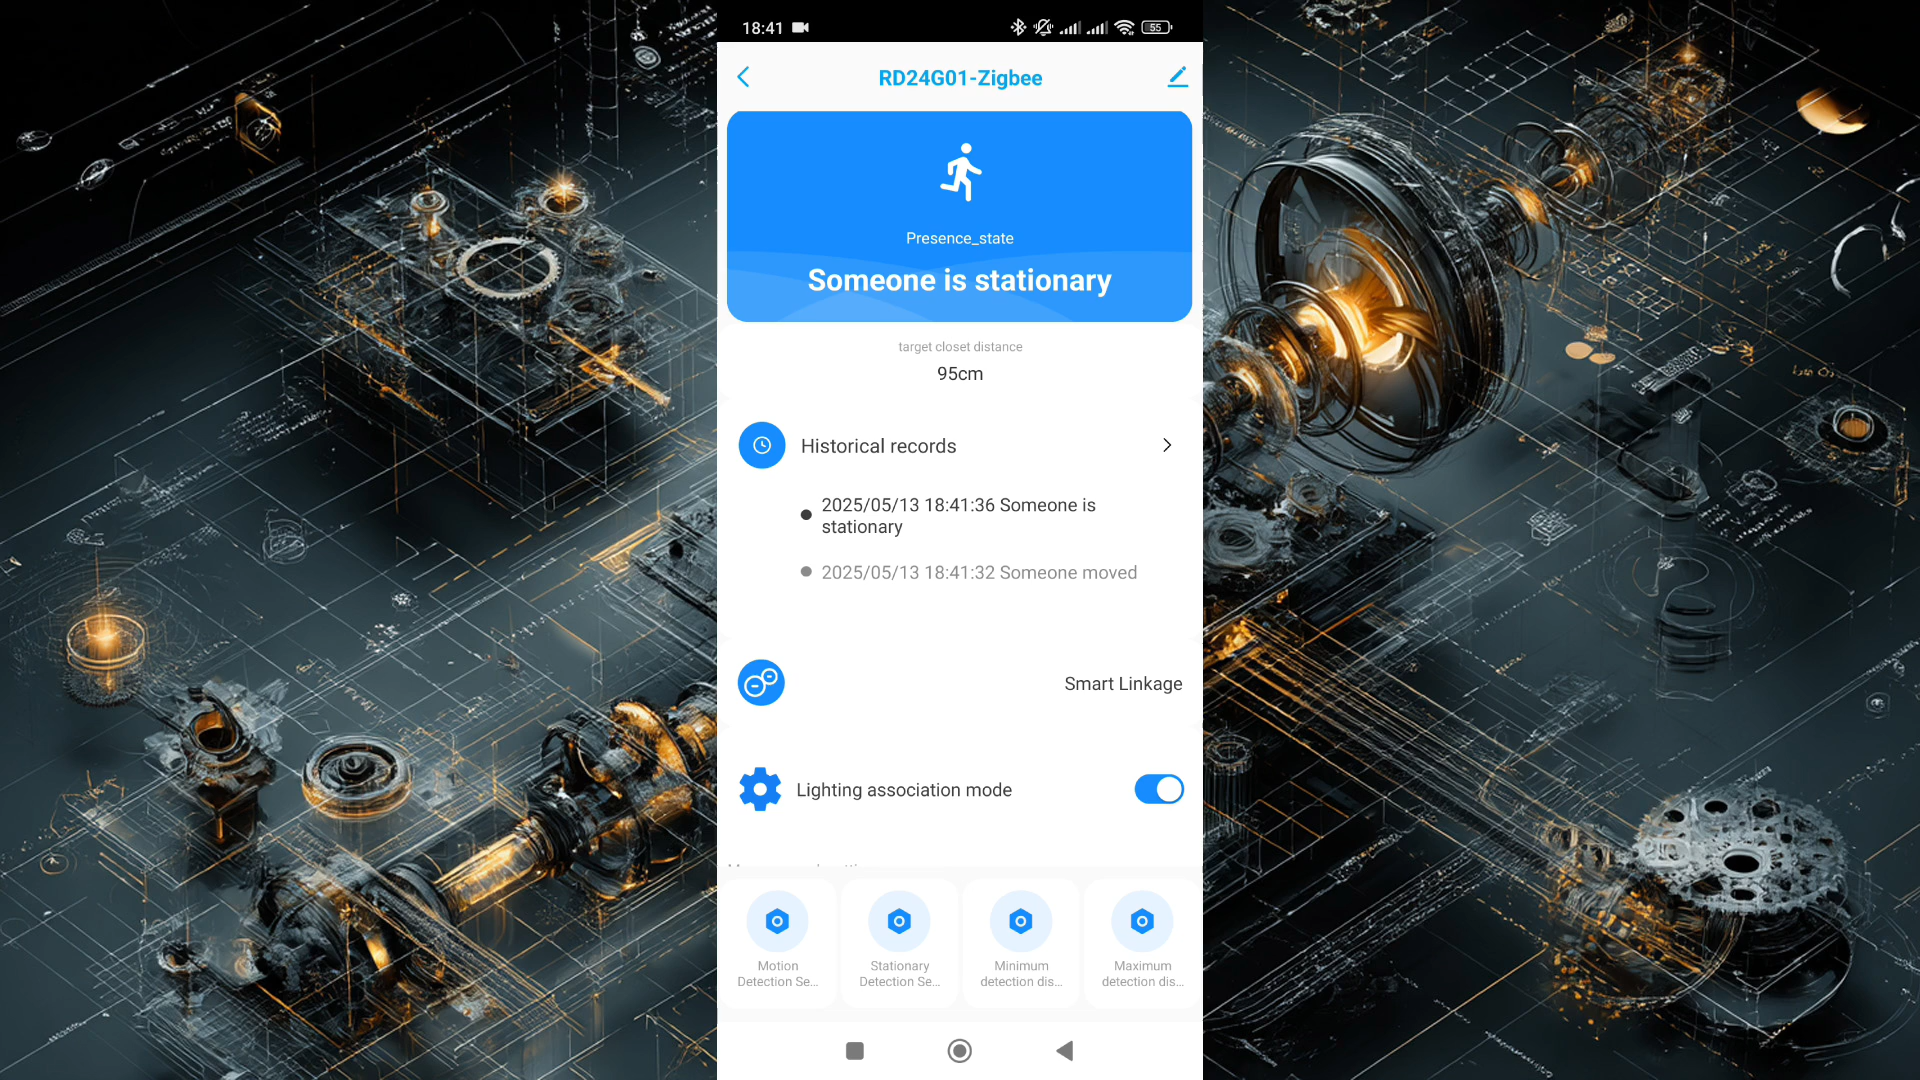 18:41
55
RD24G01-Zigbee
Presence_state
Someone is stationary
target closet distance
95cm
Historical records
2025/05/13 18:41:36 Someone is
stationary
2025/05/13 18:41:32 Someone moved
Smart Linkage
Lighting association mode
Motion
Detection Se...
Stationary
Detection Se...
Minimum
detection dis...
Maximum
detection dis...